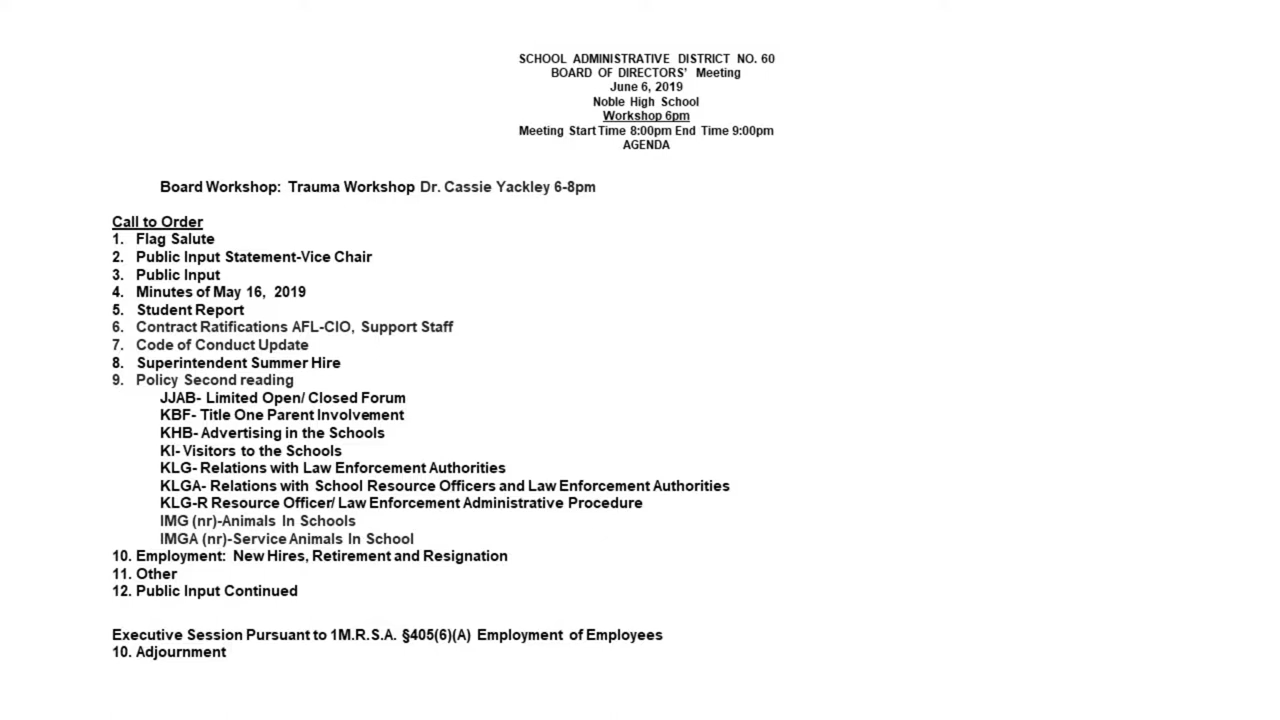 SCHOOL ADMINISTRATIVE DISTRICT NO. 60
BOARD OF DIRECTORS' Meeting
June 6, 2019
Noble High School
Workshop 6pm
Meeting Start Time 8:00pm End Time 9:00pm
AGENDA
Board Workshop: Trauma Workshop Dr. Cassie Yackley 6-8pm
Call to Order
1. Flag Salute
2. Public Input Statement-Vice Chair
3. Public Input
4. Minutes of May 16, 2019
5. Student Report
6. Contract Ratifications AFL-CIO, Support Staff
7. Code of Conduct Update
8. Superintendent Summer Hire
9. Policy Second reading
JJAB- Limited Open/ Closed Forum
KBF- Title One Parent Involvement
KHB- Advertising in the Schools
KI- Visitors to the Schools
KLG- Relations with Law Enforcement Authorities
KLGA- Relations with School Resource Officers and Law Enforcement Authorities
KLG-R Resource Officer/ Law Enforcement Administrative Procedure
IMG (nr)-Animals In Schools
IMGA (nr)-Service Animals In School
10. Employment: New Hires, Retirement and Resignation
11. Other
12. Public Input Continued
Executive Session Pursuant to 1M.R.S.A. §405(6)(A) Employment of Employees
10. Adjournment